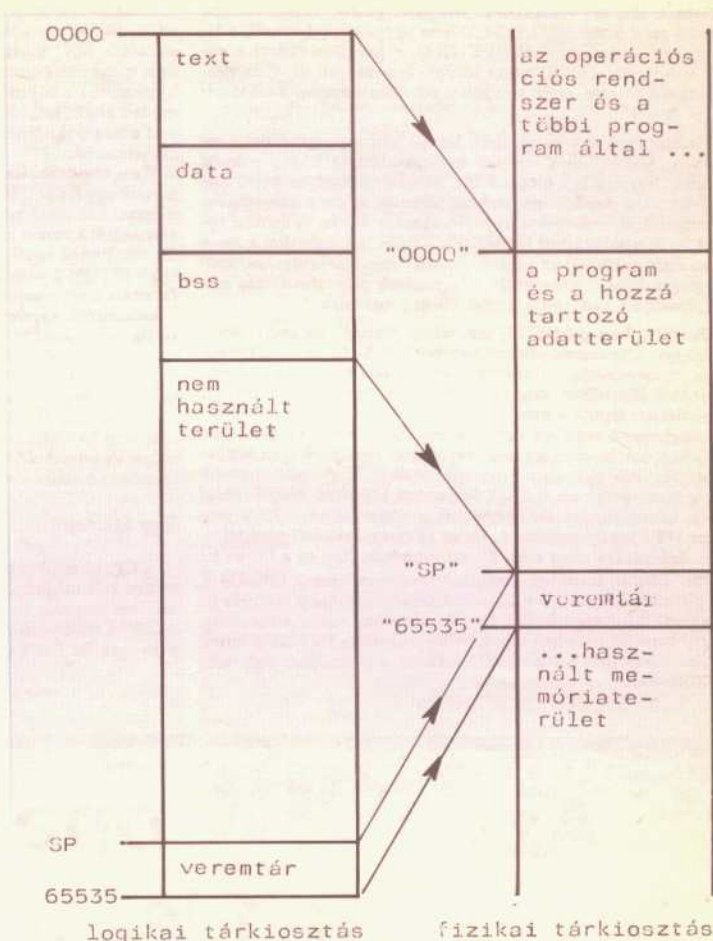 0000
text
data
bss
nem
használt
terület
SP
veremtár
65535
logikai tárkiosztás
az operációs
ciós rend-
szer és a
többi prog-
ram által ...
"0000"
a program
és a hozzá
tartozó
adatterület
"SP"
veremtár
"65535"
...hasz-
nált me-
móriate-
rület
fizikai tárkiosztás